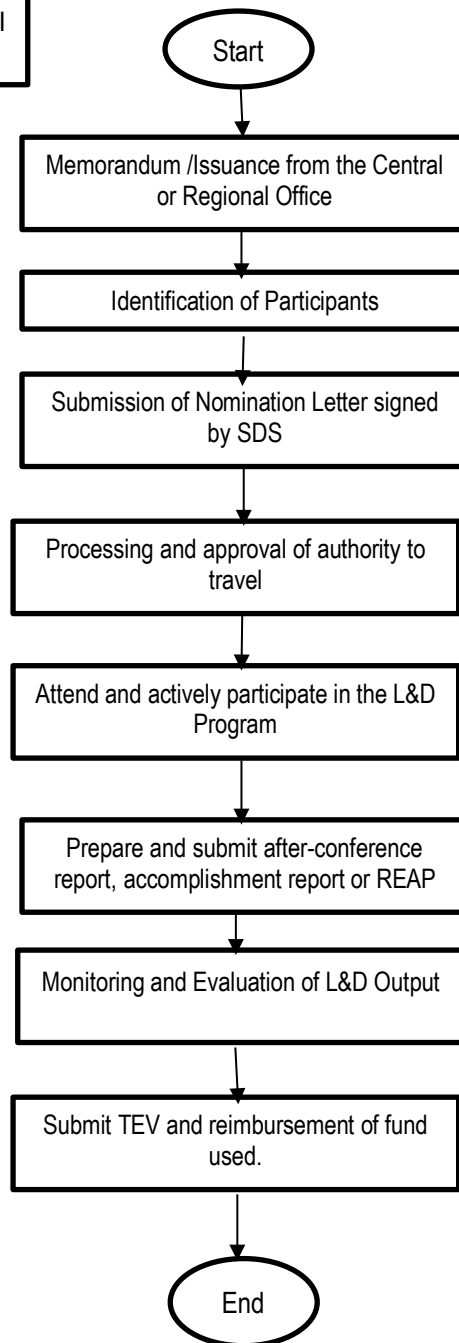 Start
Memorandum /Issuance from the Central
or Regional Office
Identification of Participants
Submission of Nomination Letter signed
by SDS
Processing and approval of authority to
travel
Attend and actively participate in the L&D
Program
Prepare and submit after-conference
report, accomplishment report or REAP
Monitoring and Evaluation of L&D Output
Submit TEV and reimbursement of fund
used.
End